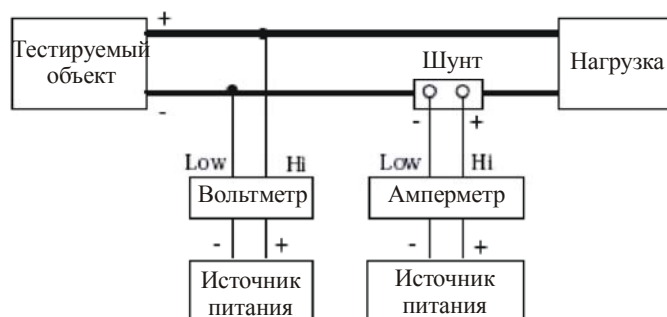 +
Тестируемый
объект
-
Шунт
- +
Нагрузка
Low Hi
Low Hi
Вольтметр
Амперметр
- +
- +
Источник
питания
Источник
питания